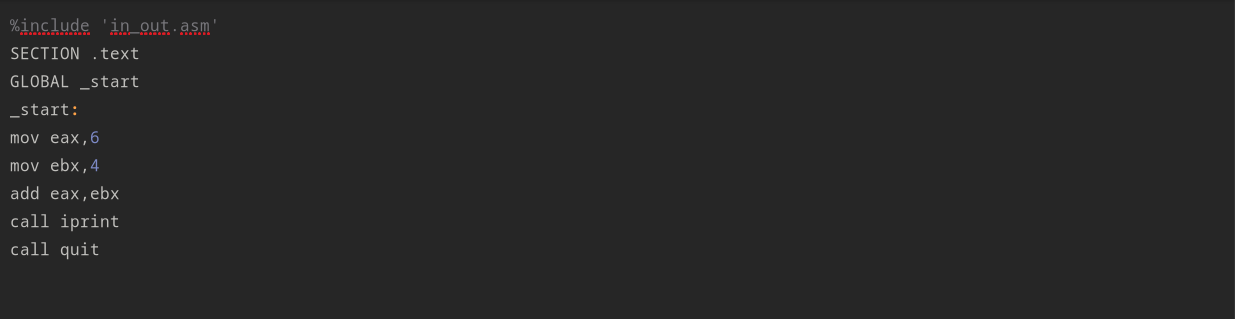 %include 'in_out.asm'
SECTION .text
GLOBAL _start
_start:
mov eax,6
mov ebx,4
add eax,ebx
call iprint
call quit